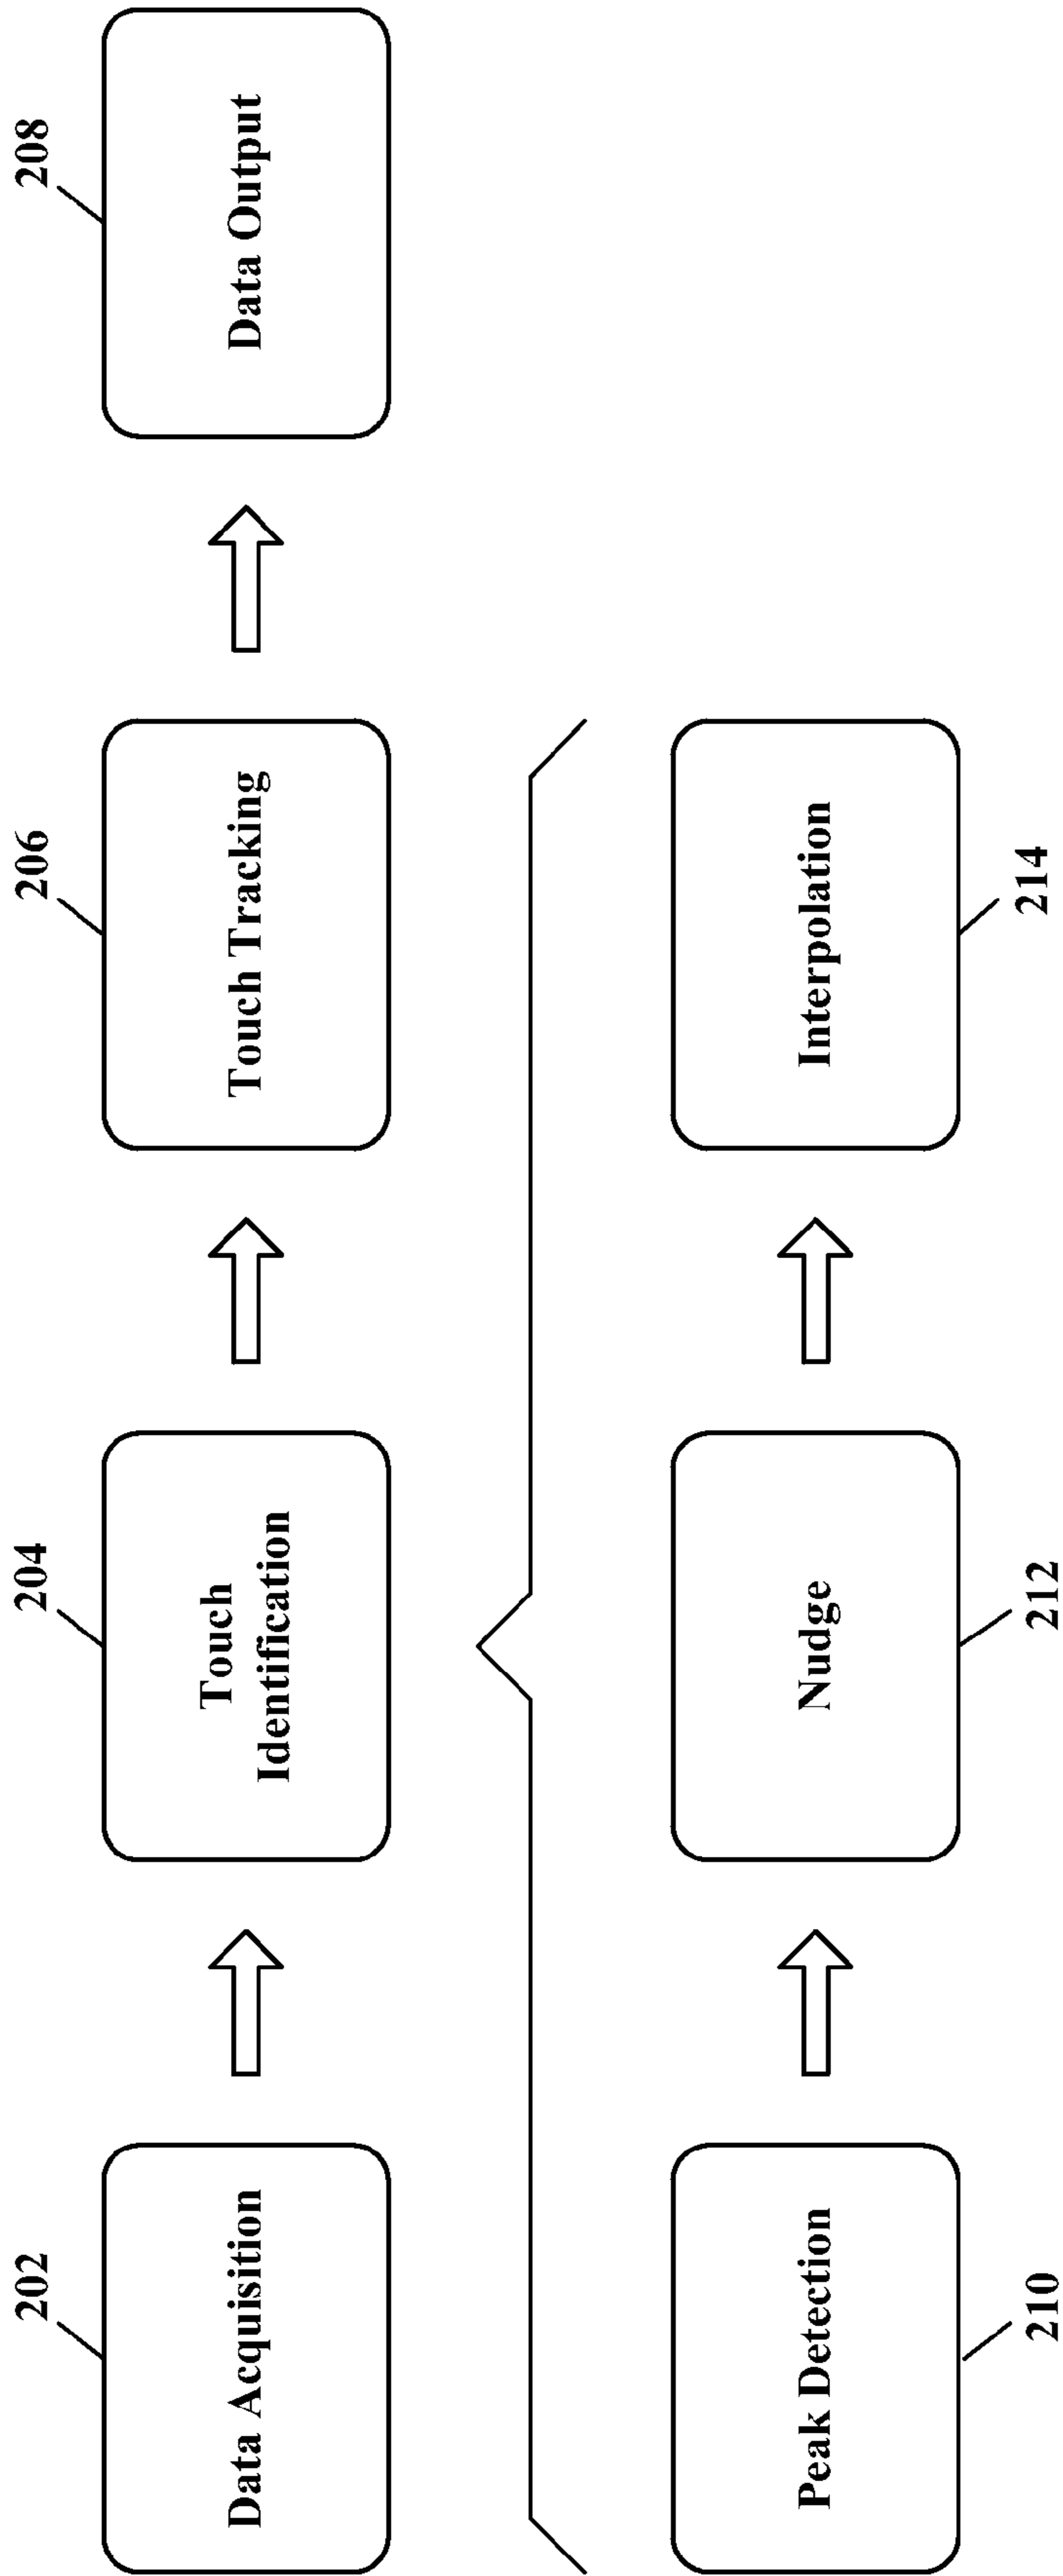 202
204
206
208
Data Acquisition
Touch
Identification
Touch Tracking
Data Output
Peak Detection
Nudge
Interpolation
210
212
214